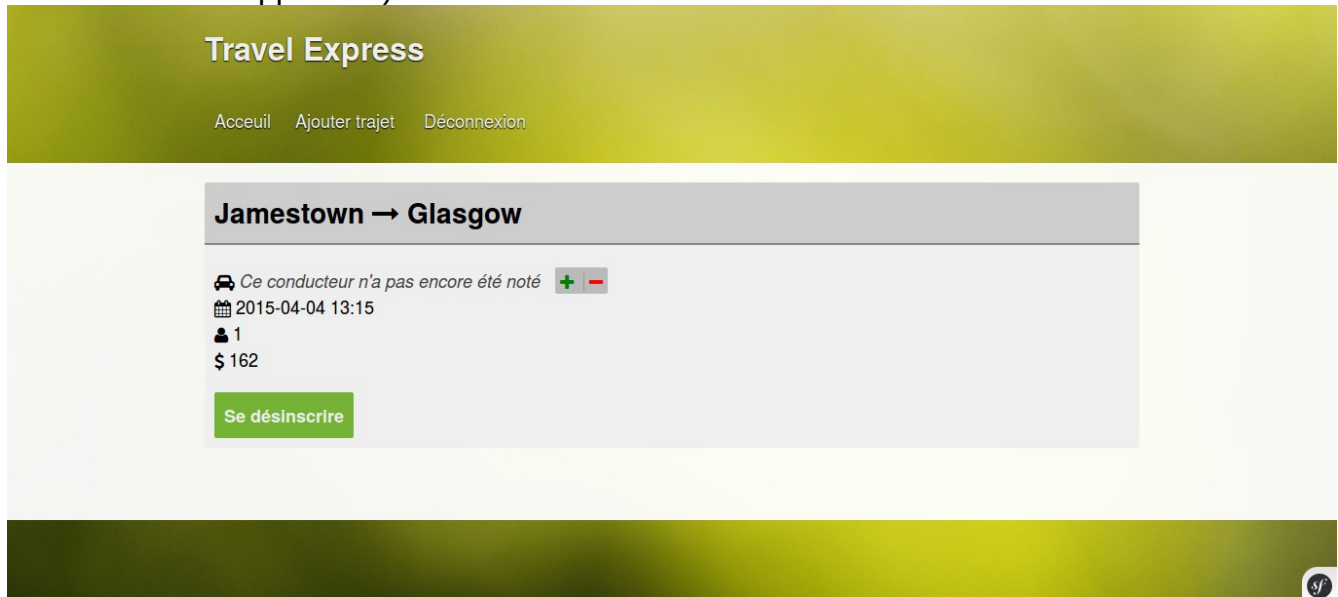 Travel Express
Acceuil Ajouter trajet Déconnexion
Jamestown → Glasgow
Ce conducteur n'a pas encore été noté + | −
2015-04-04 13:15
1
$ 162
Se désinscrire
sf